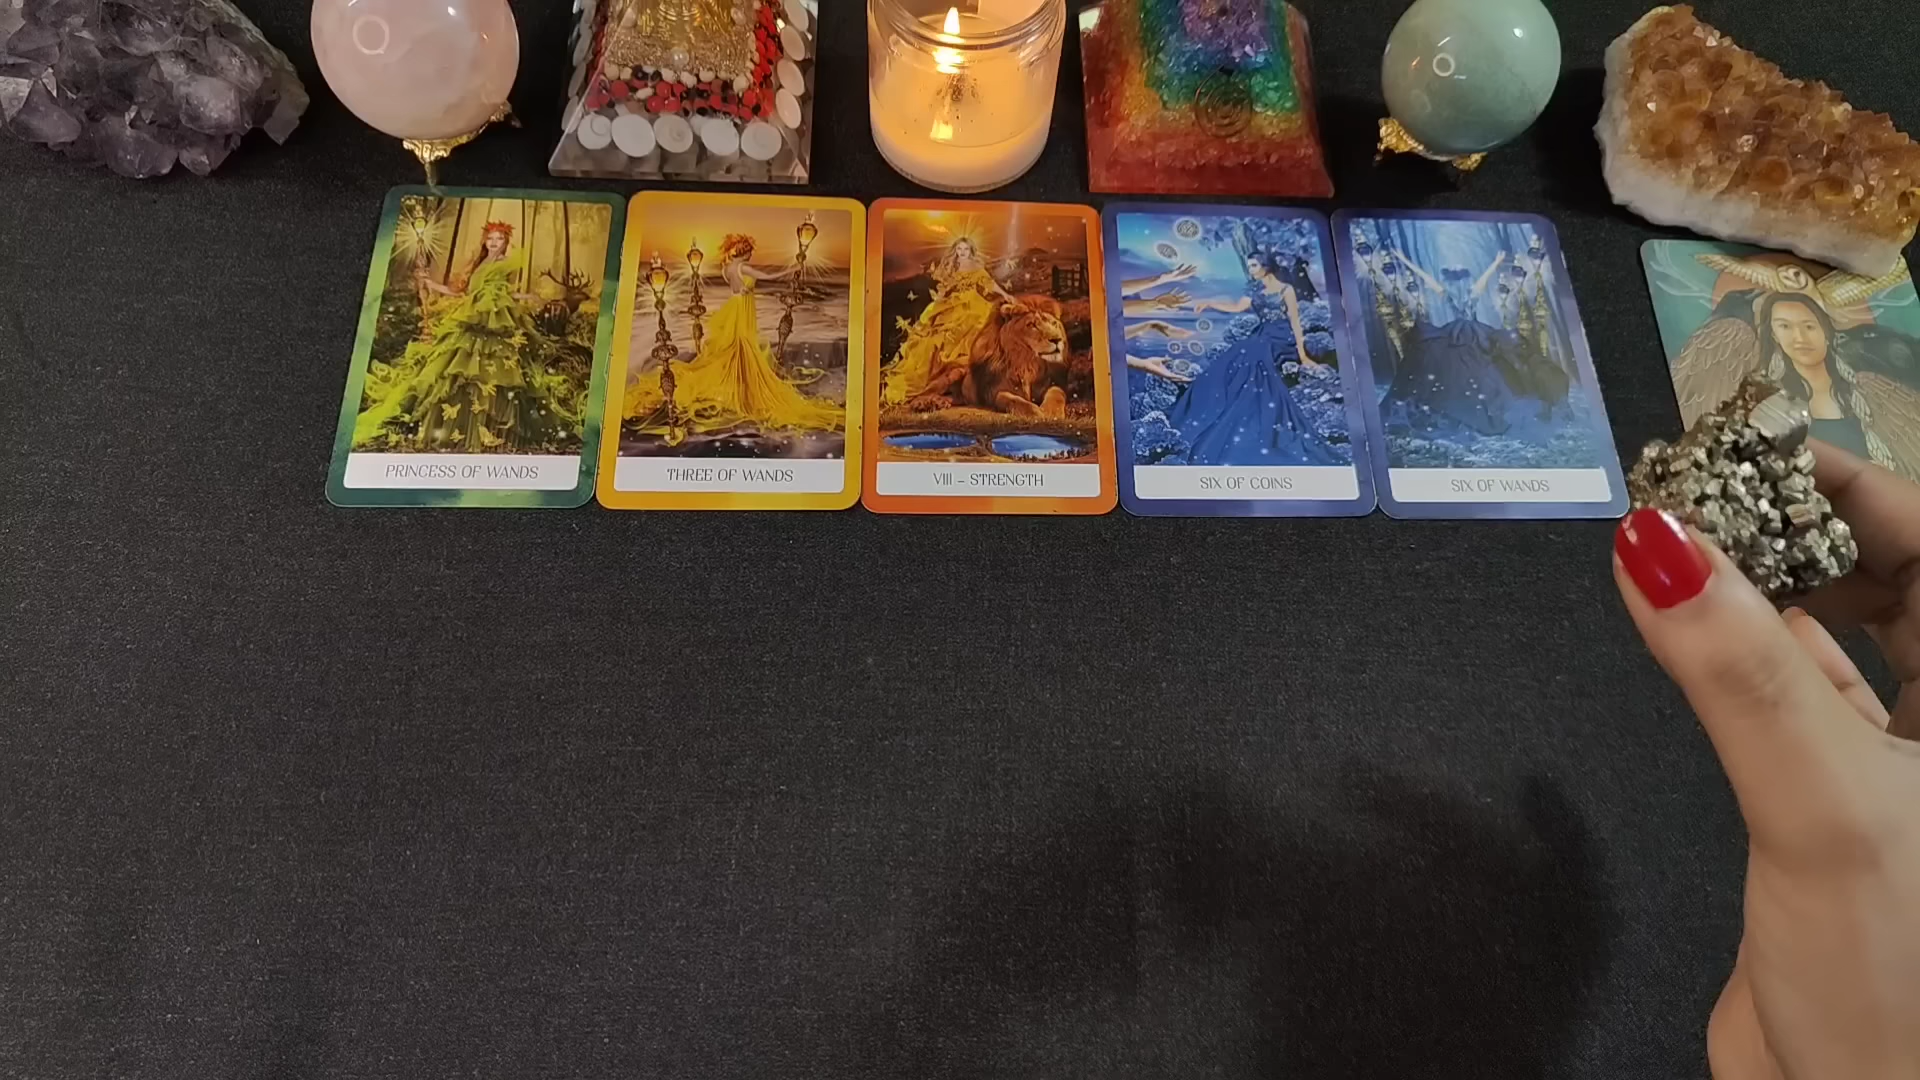 PRINCESS OF WANDS
THREE OF WANDS
VIII – STRENGTH
SIX OF COINS
SIX OF WANDS